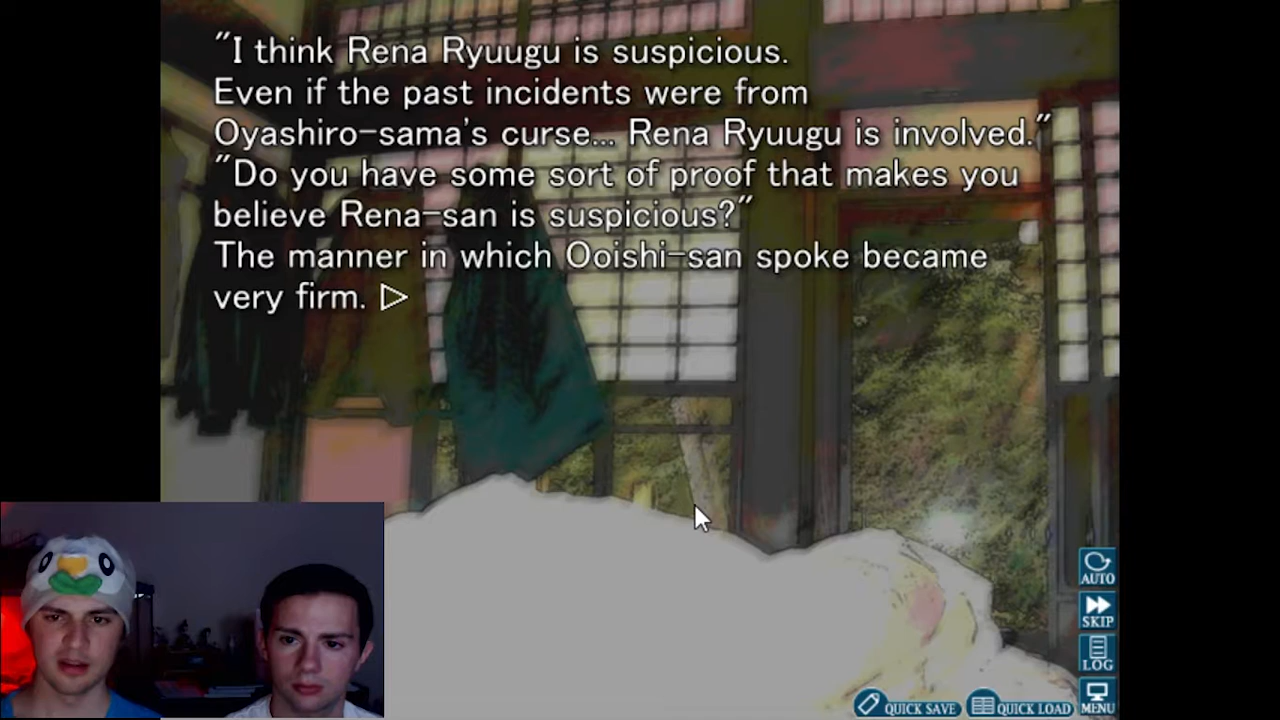 "I think Rena Ryuugu is suspicious.
Even if the past incidents were from
Oyashiro-sama's curse... Rena Ryuugu is involved."
"Do you have some sort of proof that makes you
believe Rena-san is suspicious?"
The manner in which Ooishi-san spoke became
very firm.
AUTO
SKIP
LOG
MENU
QUICK SAVE
QUICK LOAD